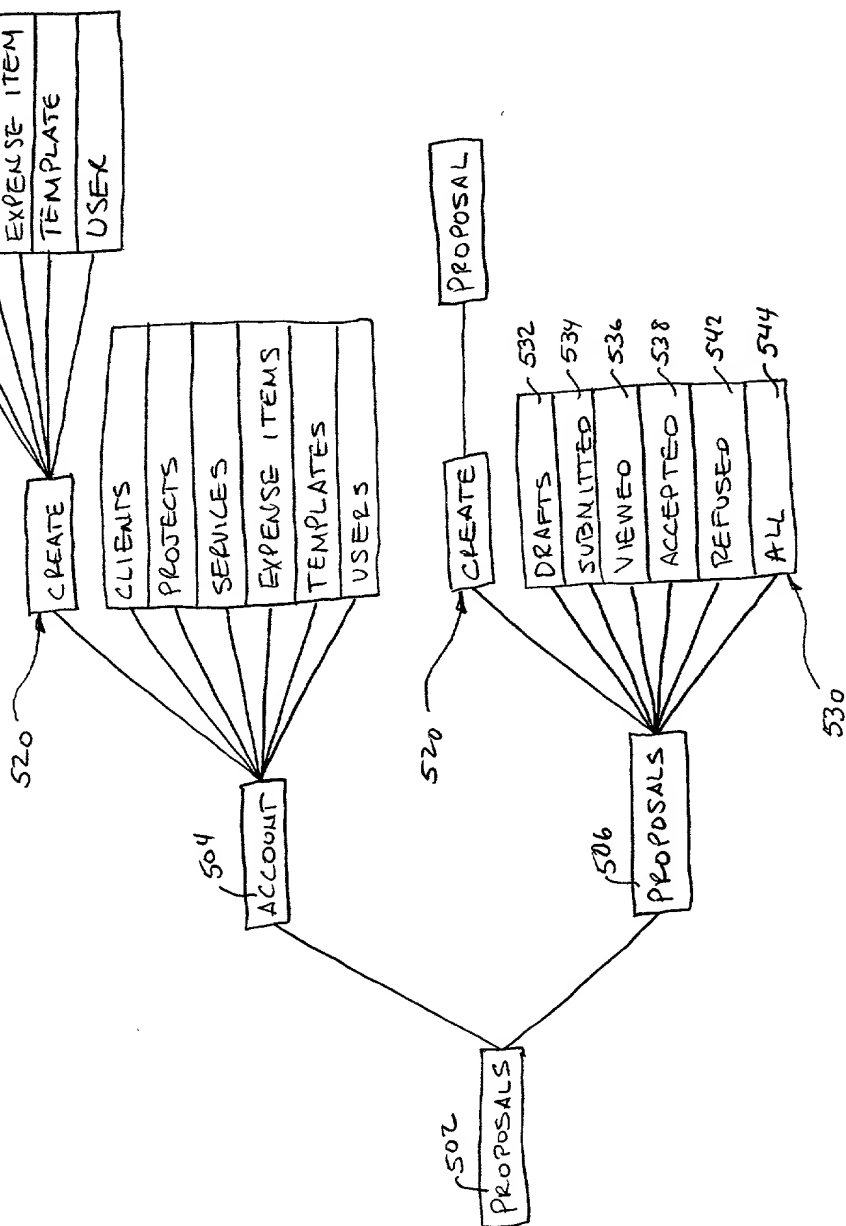 EXPENSE ITEM
TEMPLATE
USER
CREATE
520
CLIENTS
PROJECTS
SERVICES
EXPENSE ITEMS
TEMPLATES
USERS
504
ACCOUNT
PROPOSAL
CREATE
520
DRAFTS
532
SUBMITTED
534
VIEWED
536
ACCEPTED
538
REFUSED
542
ALL
544
530
506
PROPOSALS
502
PROPOSALS